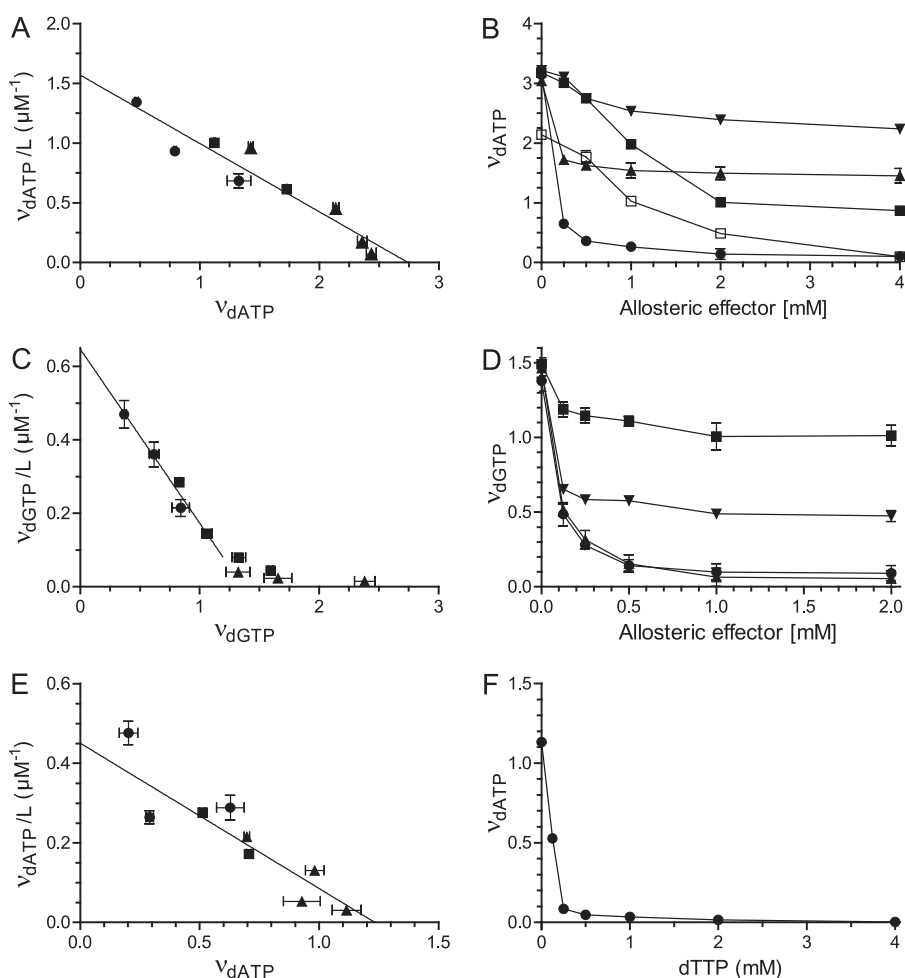 A
2.0
1.5
1.0
0.5
0.0
νdATP/L (μM⁻¹)
0
1
2
3
νdATP
B
4
3
2
1
0
νdATP
0
1
2
3
4
Allosteric effector [mM]
C
0.6
0.4
0.2
0.0
νdGTP/L (μM⁻¹)
0
1
2
3
νdGTP
D
1.5
1.0
0.5
0.0
νdGTP
0.0
0.5
1.0
1.5
2.0
Allosteric effector [mM]
E
0.6
0.4
0.2
0.0
νdATP/L (μM⁻¹)
0.0
0.5
1.0
1.5
νdATP
F
1.5
1.0
0.5
0.0
νdATP
0
1
2
3
4
dTTP (mM)